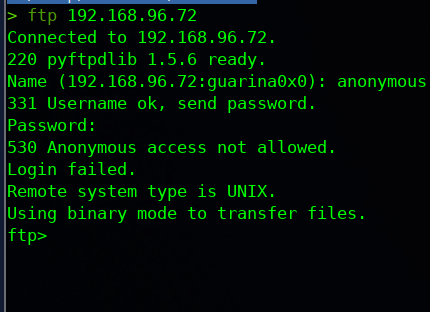 > ftp 192.168.96.72
Connected to 192.168.96.72.
220 pyftpdlib 1.5.6 ready.
Name (192.168.96.72:guarina0x0): anonymous
331 Username ok, send password.
Password:
530 Anonymous access not allowed.
Login failed.
Remote system type is UNIX.
Using binary mode to transfer files.
ftp>